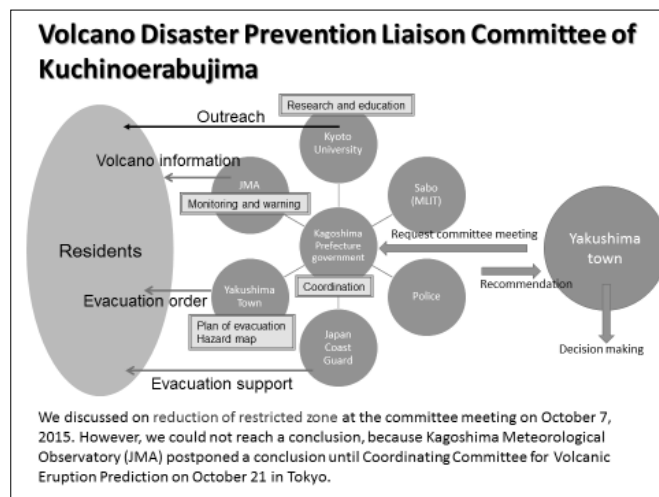 Volcano Disaster Prevention Liaison Committee of
Kuchinoerabujima
Research and education
Outreach
Kyoto
University
Volcano information
JMA
Monitoring and warning
Sabo
(MLIT)
Residents
Kagoshima
Prefecture
government
Request committee meeting
Yakushima
town
Coordination
Recommendation
Evacuation order
Yakushima
Town
Police
Plan of evacuation
Hazard map
Japan
Coast
Guard
Decision making
Evacuation support
We discussed on reduction of restricted zone at the committee meeting on October 7,
2015. However, we could not reach a conclusion, because Kagoshima Meteorological
Observatory (JMA) postponed a conclusion until Coordinating Committee for Volcanic
Eruption Prediction on October 21 in Tokyo.